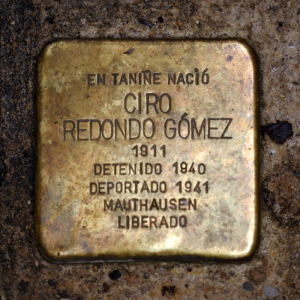 EN TANIÑE NACIÓ
CIRO
REDONDO GÓMEZ
1911
DETENIDO 1940
DEPORTADO 1941
MAUTHAUSEN
LIBERADO